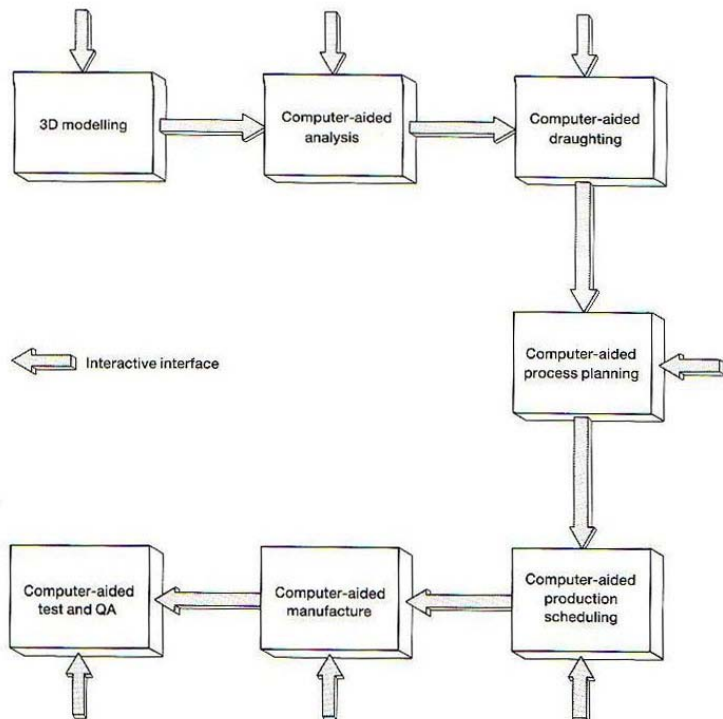 3D modelling
Computer-aided
analysis
Computer-aided
draughting
Interactive interface
Computer-aided
process planning
Computer-aided
test and QA
Computer-aided
manufacture
Computer-aided
production
scheduling